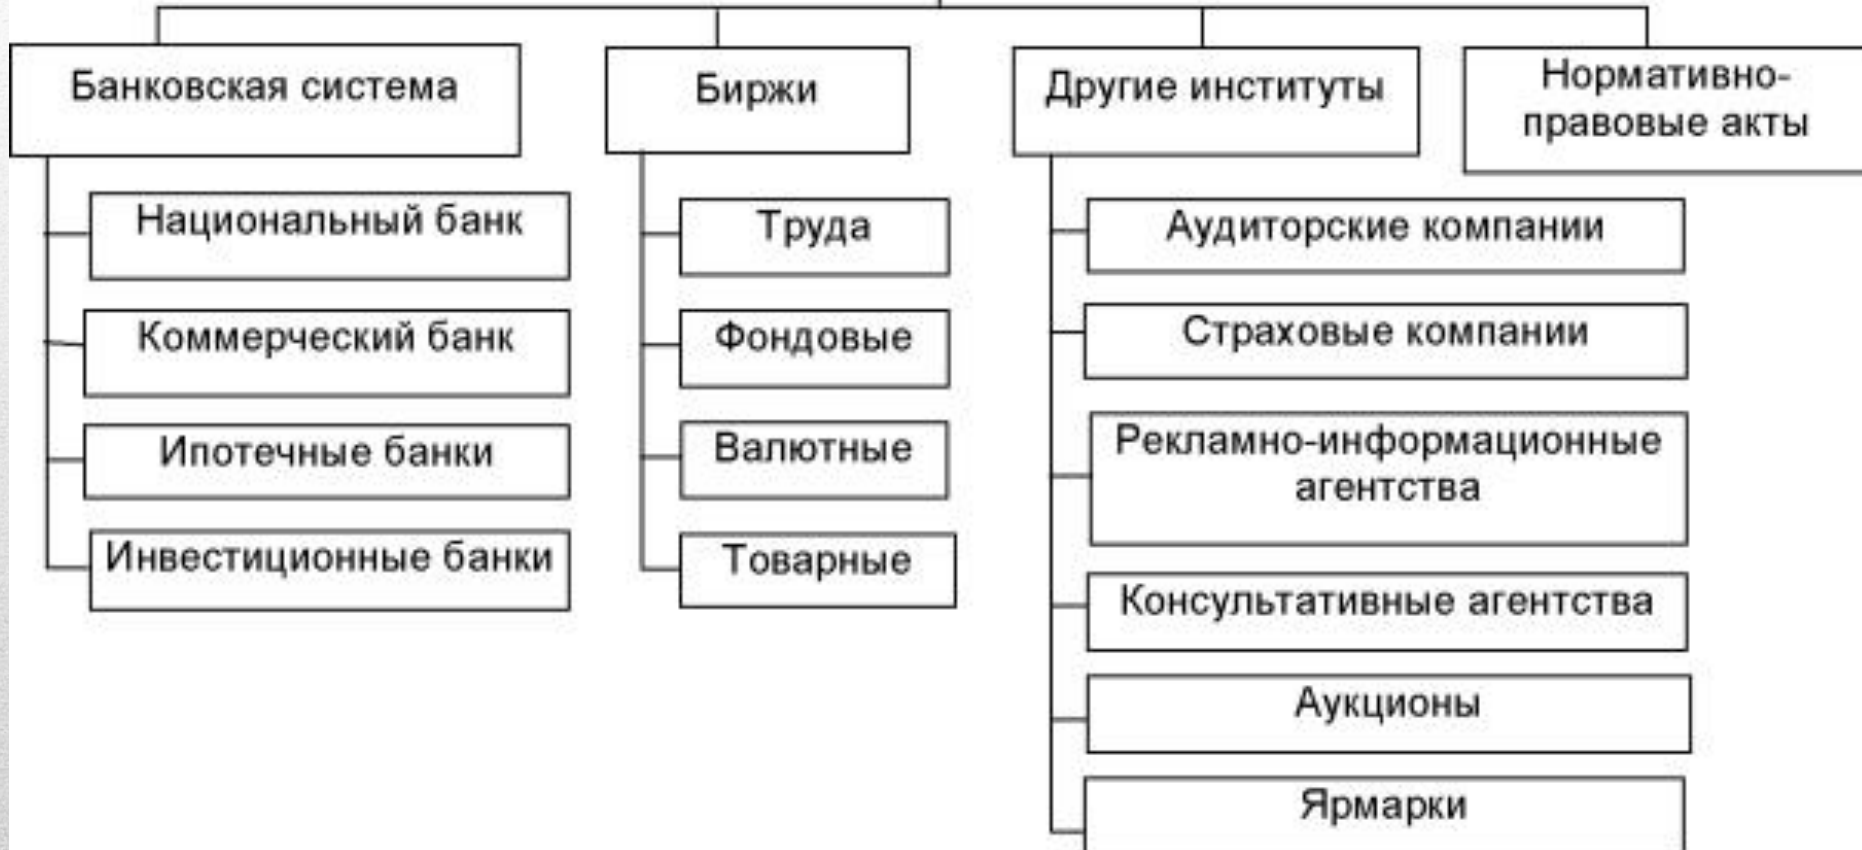 Банковская система
Биржи
Другие институты
Нормативно-
правовые акты
Национальный банк
Коммерческий банк
Ипотечные банки
Инвестиционные банки
Труда
Фондовые
Валютные
Товарные
Аудиторские компании
Страховые компании
Рекламно-информационные
агентства
Консультативные агентства
Аукционы
Ярмарки